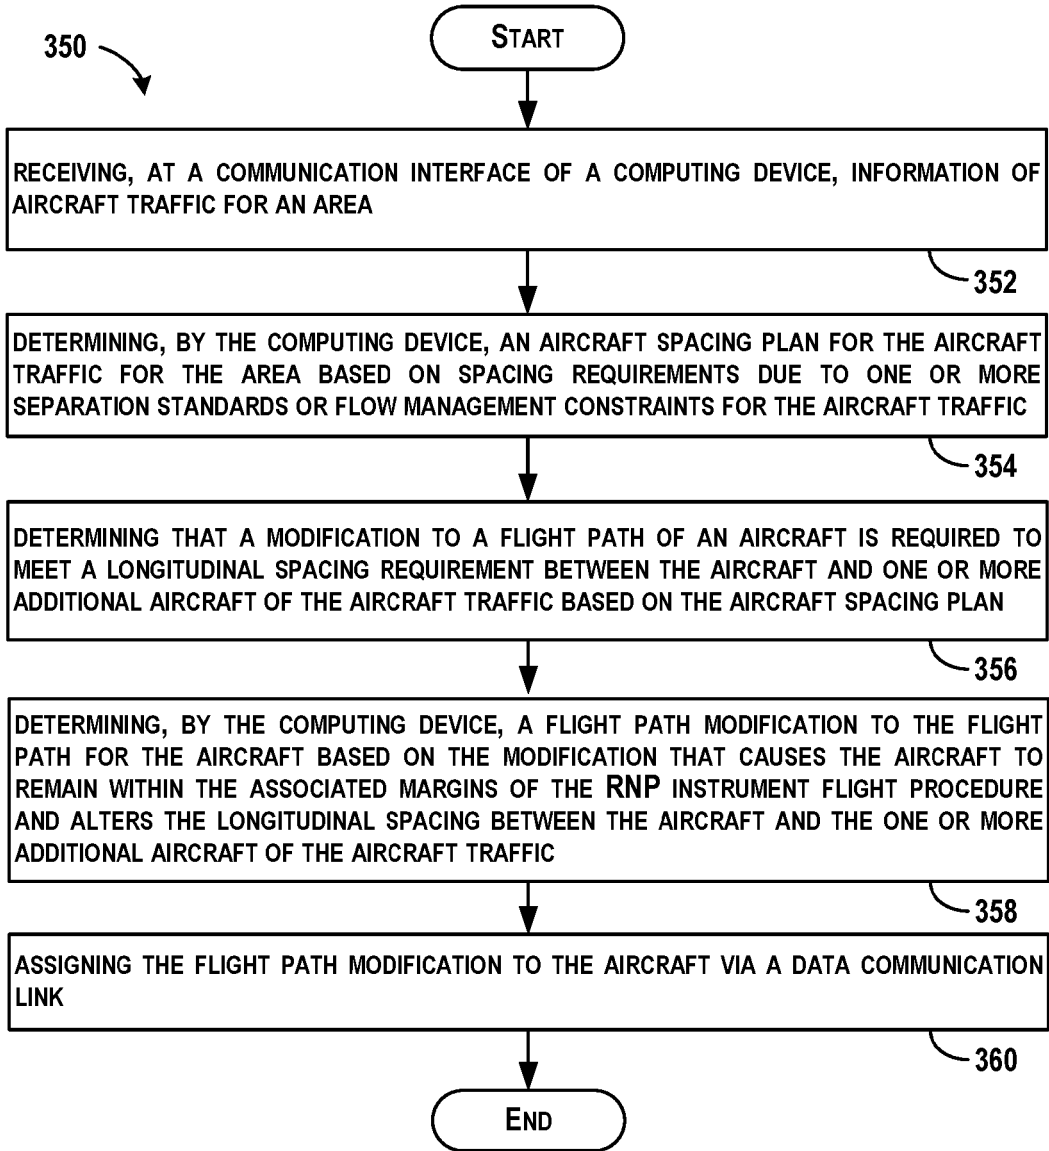 START
350
RECEIVING, AT A COMMUNICATION INTERFACE OF A COMPUTING DEVICE, INFORMATION OF
AIRCRAFT TRAFFIC FOR AN AREA
352
DETERMINING, BY THE COMPUTING DEVICE, AN AIRCRAFT SPACING PLAN FOR THE AIRCRAFT
TRAFFIC FOR THE AREA BASED ON SPACING REQUIREMENTS DUE TO ONE OR MORE
SEPARATION STANDARDS OR FLOW MANAGEMENT CONSTRAINTS FOR THE AIRCRAFT TRAFFIC
354
DETERMINING THAT A MODIFICATION TO A FLIGHT PATH OF AN AIRCRAFT IS REQUIRED TO
MEET A LONGITUDINAL SPACING REQUIREMENT BETWEEN THE AIRCRAFT AND ONE OR MORE
ADDITIONAL AIRCRAFT OF THE AIRCRAFT TRAFFIC BASED ON THE AIRCRAFT SPACING PLAN
356
DETERMINING, BY THE COMPUTING DEVICE, A FLIGHT PATH MODIFICATION TO THE FLIGHT
PATH FOR THE AIRCRAFT BASED ON THE MODIFICATION THAT CAUSES THE AIRCRAFT TO
REMAIN WITHIN THE ASSOCIATED MARGINS OF THE RNP INSTRUMENT FLIGHT PROCEDURE
AND ALTERS THE LONGITUDINAL SPACING BETWEEN THE AIRCRAFT AND THE ONE OR MORE
ADDITIONAL AIRCRAFT OF THE AIRCRAFT TRAFFIC
358
ASSIGNING THE FLIGHT PATH MODIFICATION TO THE AIRCRAFT VIA A DATA COMMUNICATION
LINK
360
END